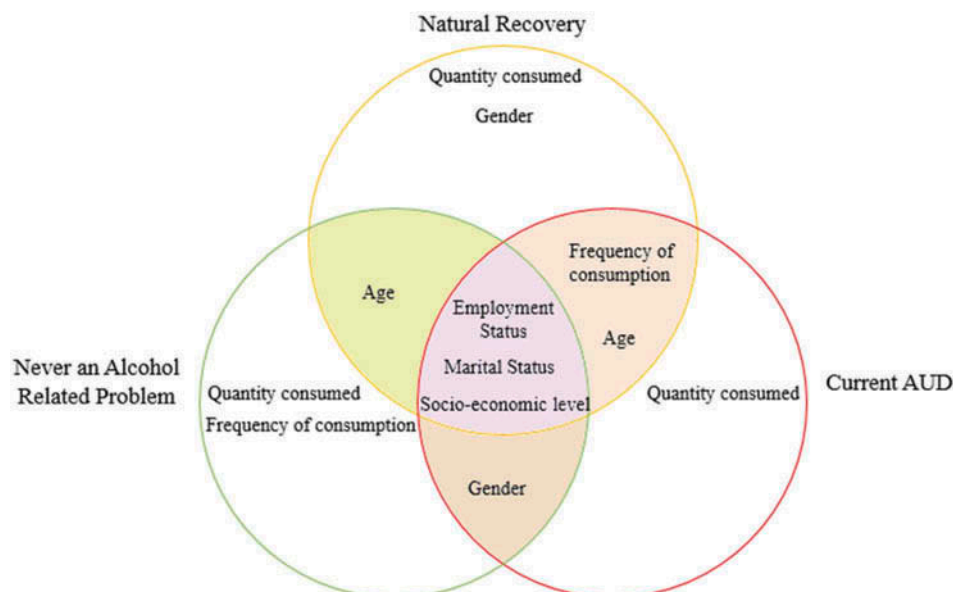 Natural Recovery
Quantity consumed
Gender
Frequency of
consumption
Age
Employment
Status
Age
Marital Status
Never an Alcohol
Related Problem
Quantity consumed
Frequency of consumption
Socio-economic level
Quantity consumed
Current AUD
Gender